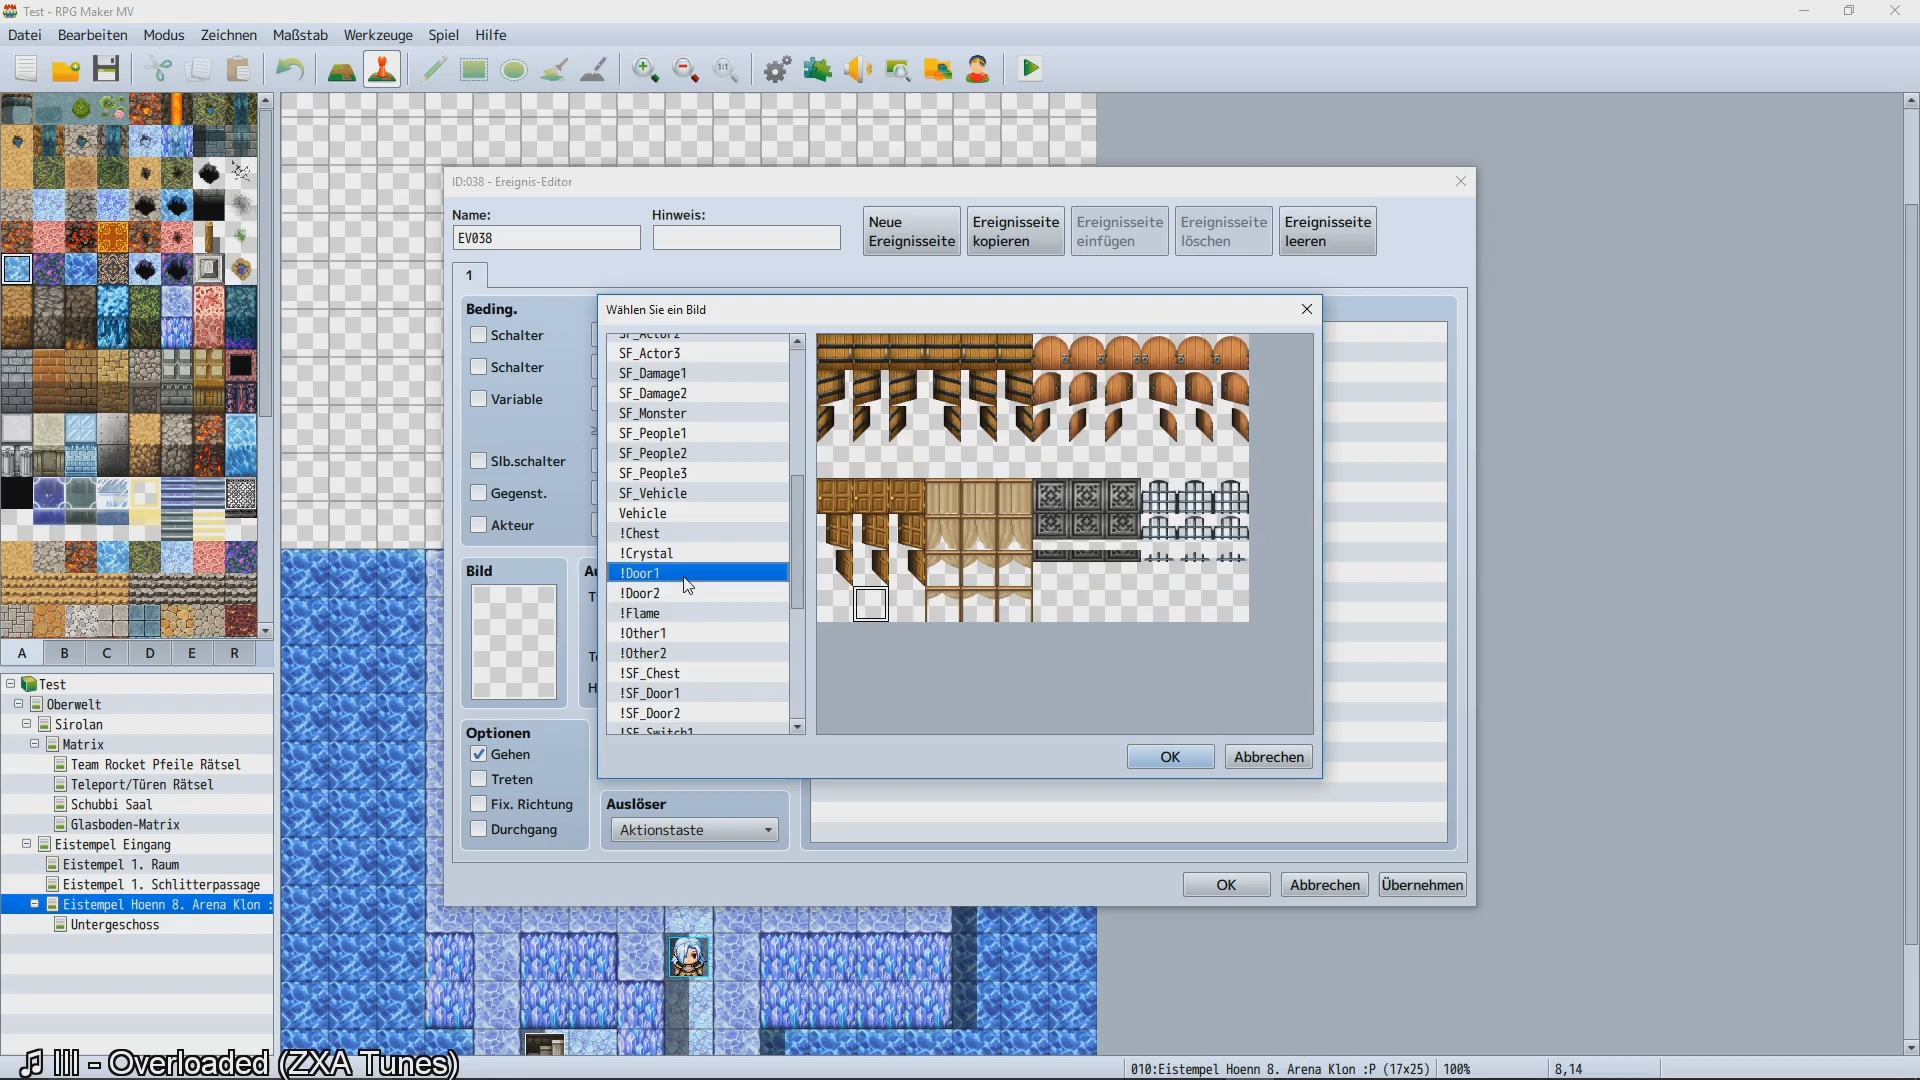 Test - RPG Maker MV
Datei Bearbeiten Modus Zeichnen Maßstab Werkzeuge Spiel Hilfe
1:1
ID:038 - Ereignis-Editor
Name:
EV038
Hinweis:
Neue Ereignisseite
Ereignisseite kopieren
Ereignisseite einfügen
Ereignisseite löschen
Ereignisseite leeren
1
Beding.
Schalter
Schalter
Variable
Slb.schalter
Gegenst.
Akteur
Bild
Optionen
Gehen
Treten
Fix. Richtung
Durchgang
Auslöser
Aktionstaste
OK Abbrechen Übernehmen
Wählen Sie ein Bild
SF_Actor2
SF_Actor3
SF_Damage1
SF_Damage2
SF_Monster
SF_People1
SF_People2
SF_People3
SF_Vehicle
Vehicle
!Chest
!Crystal
!Door1
!Door2
!Flame
!Other1
!Other2
!SF_Chest
!SF_Door1
!SF_Door2
!SF_Switch1
OK Abbrechen
A B C D E R
Test
Oberwelt
Sirolan
Matrix
Team Rocket Pfeile Rätsel
Teleport/Türen Rätsel
Schubbi Saal
Glasboden-Matrix
Eistempel Eingang
Eistempel 1. Raum
Eistempel 1. Schlitterpassage
Eistempel Hoenn 8. Arena Klon :
Untergeschoss
♫ III - Overloaded (ZXA Tunes)
010:Eistempel Hoenn 8. Arena Klon :P (17x25) 100% 8,14